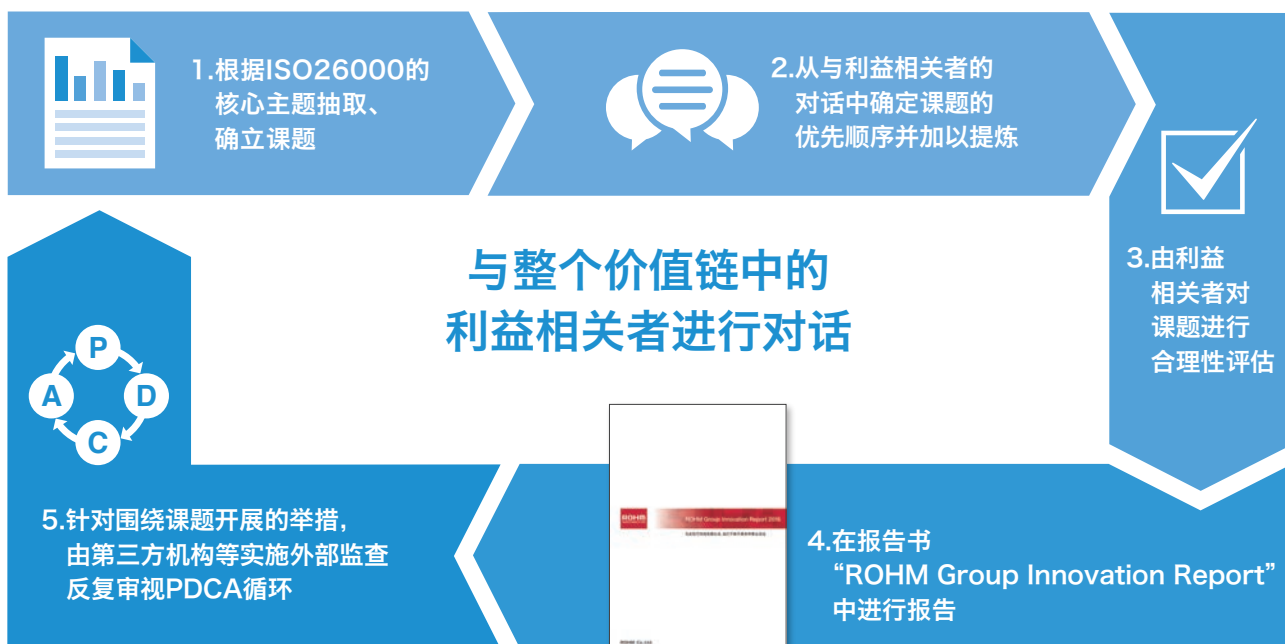 1.根据ISO26000的
核心主题抽取、
确立课题
2.从与利益相关者的
对话中确定课题的
优先顺序并加以提炼
3.由利益
相关者对
课题进行
合理性评估
与整个价值链中的
利益相关者进行对话
P
A
D
C
5.针对围绕课题开展的举措，
由第三方机构等实施外部监查
反复审视PDCA循环
ROHM
ROHM Group Innovation Report 2016
ROHM Co.,Ltd.
4.在报告书
“ROHM Group Innovation Report”
中进行报告